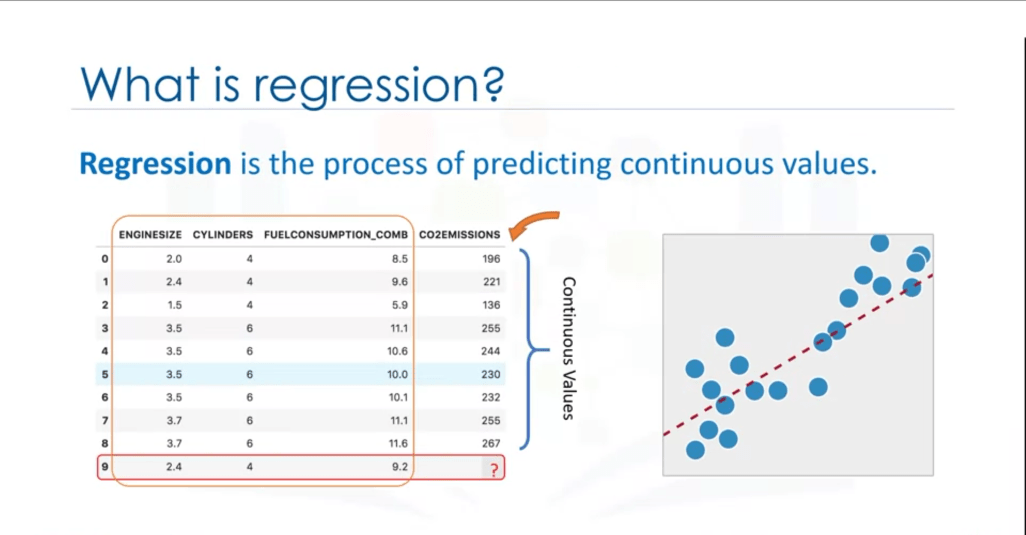 What is regression?
Regression is the process of predicting continuous values.
ENGINESIZE CYLINDERS FUELCONSUMPTION_COMB CO2EMISSIONS
0 2.0 4 8.5 196
1 2.4 4 9.6 221
2 1.5 4 5.9 136
3 3.5 6 11.1 255
4 3.5 6 10.6 244
5 3.5 6 10.0 230
6 3.5 6 10.1 232
7 3.7 6 11.1 255
8 3.7 6 11.6 267
9 2.4 4 9.2 ?
Continuous Values